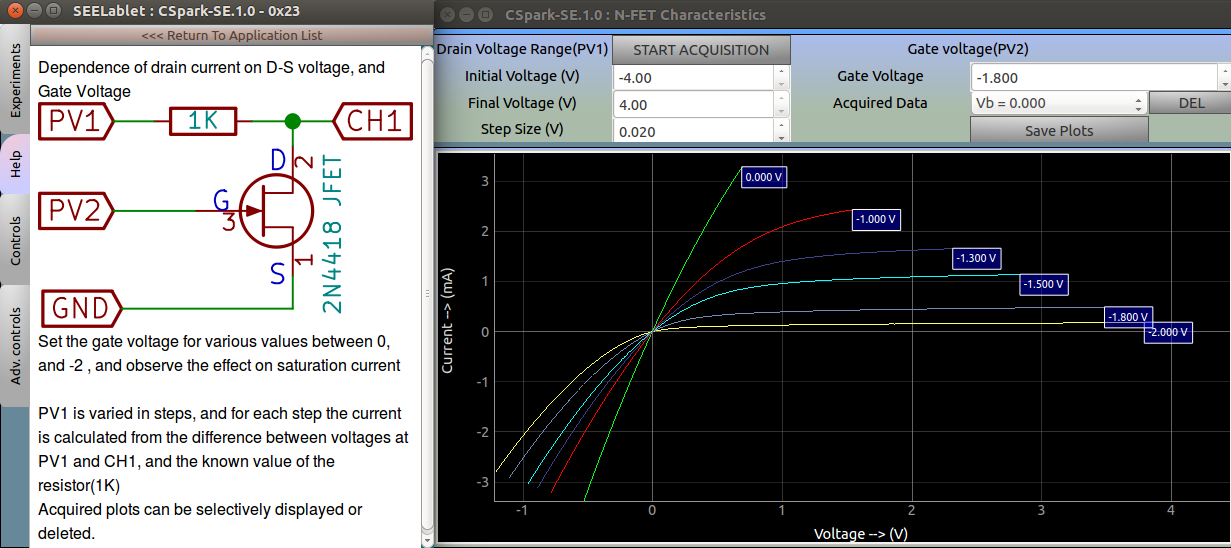 SEELablet : CSpark-SE.1.0 - 0x23
<<< Return To Application List
Experiments
Help
Controls
Adv. controls
Dependence of drain current on D-S voltage, and
Gate Voltage
PV1
1K
CH1
D
2
PV2
G
3
S
1
2N4418 JFET
GND
Set the gate voltage for various values between 0,
and -2 , and observe the effect on saturation current
PV1 is varied in steps, and for each step the current
is calculated from the difference between voltages at
PV1 and CH1, and the known value of the
resistor(1K)
Acquired plots can be selectively displayed or
deleted.
CSpark-SE.1.0 : N-FET Characteristics
Drain Voltage Range(PV1)
START ACQUISITION
Gate voltage(PV2)
Initial Voltage (V)
-4.00
Gate Voltage
-1.800
Final Voltage (V)
4.00
Acquired Data
Vb = 0.000
DEL
Step Size (V)
0.020
Save Plots
Current --> (mA)
3
2
1
0
-1
-2
-3
0.000 V
-1.000 V
-1.300 V
-1.500 V
-1.800 V
-2.000 V
-1
0
1
2
3
4
Voltage --> (V)